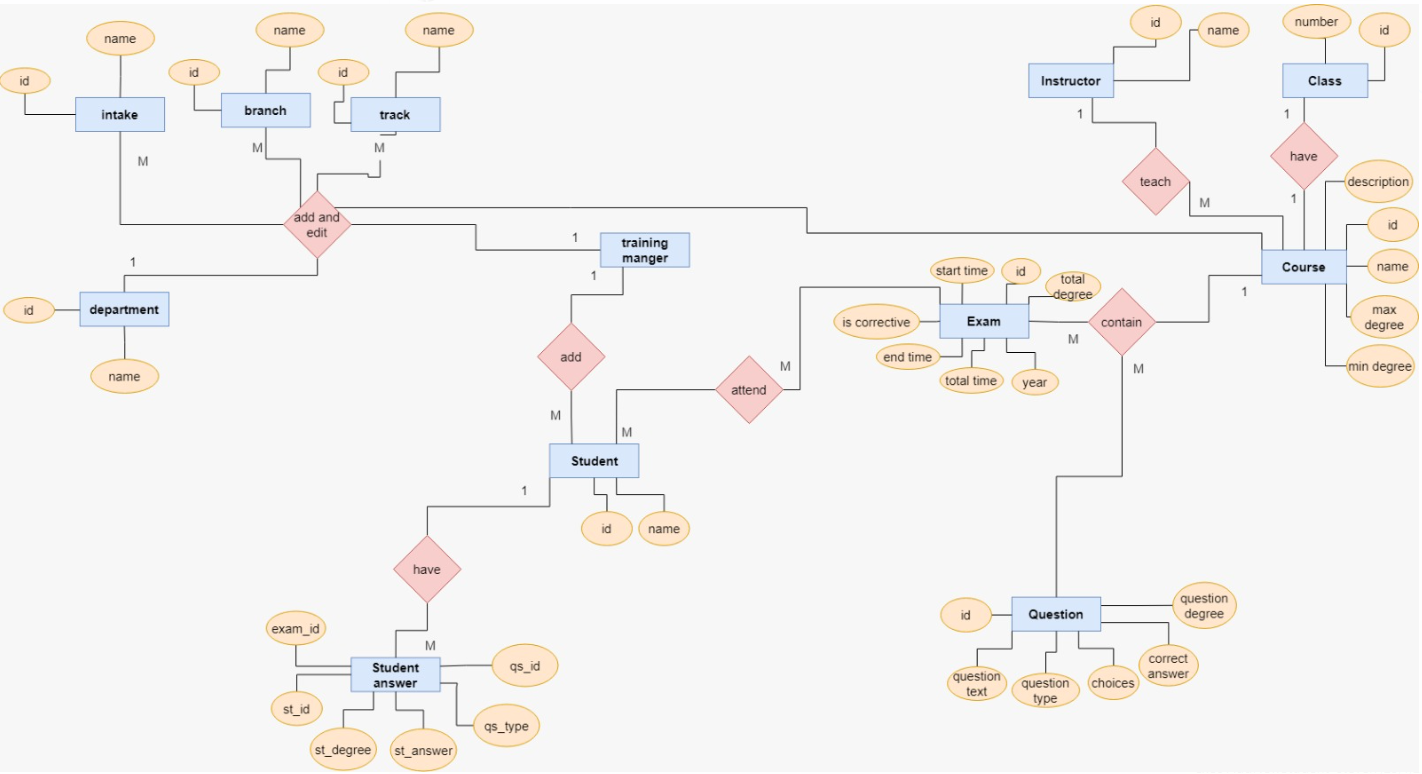 name
id
intake
M
name
id
branch
M
name
id
track
M
add and
edit
1
department
id
name
1
training
manger
1
add
M
Student
id
name
1
have
M
Student
answer
exam_id
st_id
st_degree
st_answer
qs_type
qs_id
M
attend
M
start time
id
total
degree
is corrective
Exam
end time
total time
year
M
contain
1
M
id
name
Instructor
1
teach
M
number
id
Class
1
have
1
description
id
Course
name
max
degree
min degree
id
Question
question
degree
question
text
question
type
choices
correct
answer